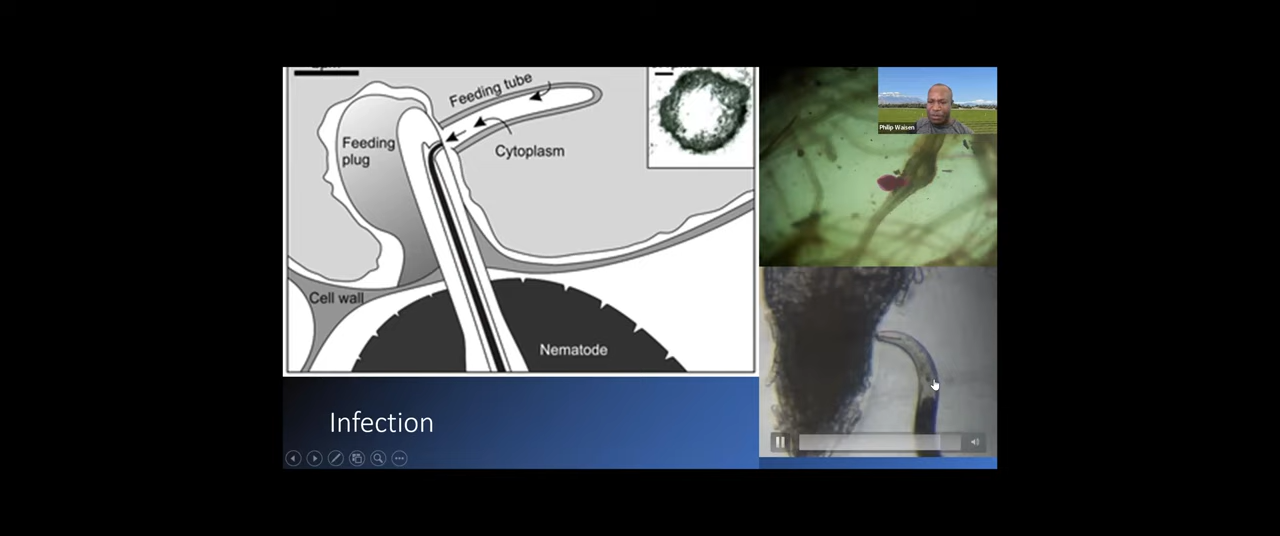 Feeding tube
Feeding
plug
Cytoplasm
Cell wall
Nematode
Philip Waisen
Infection